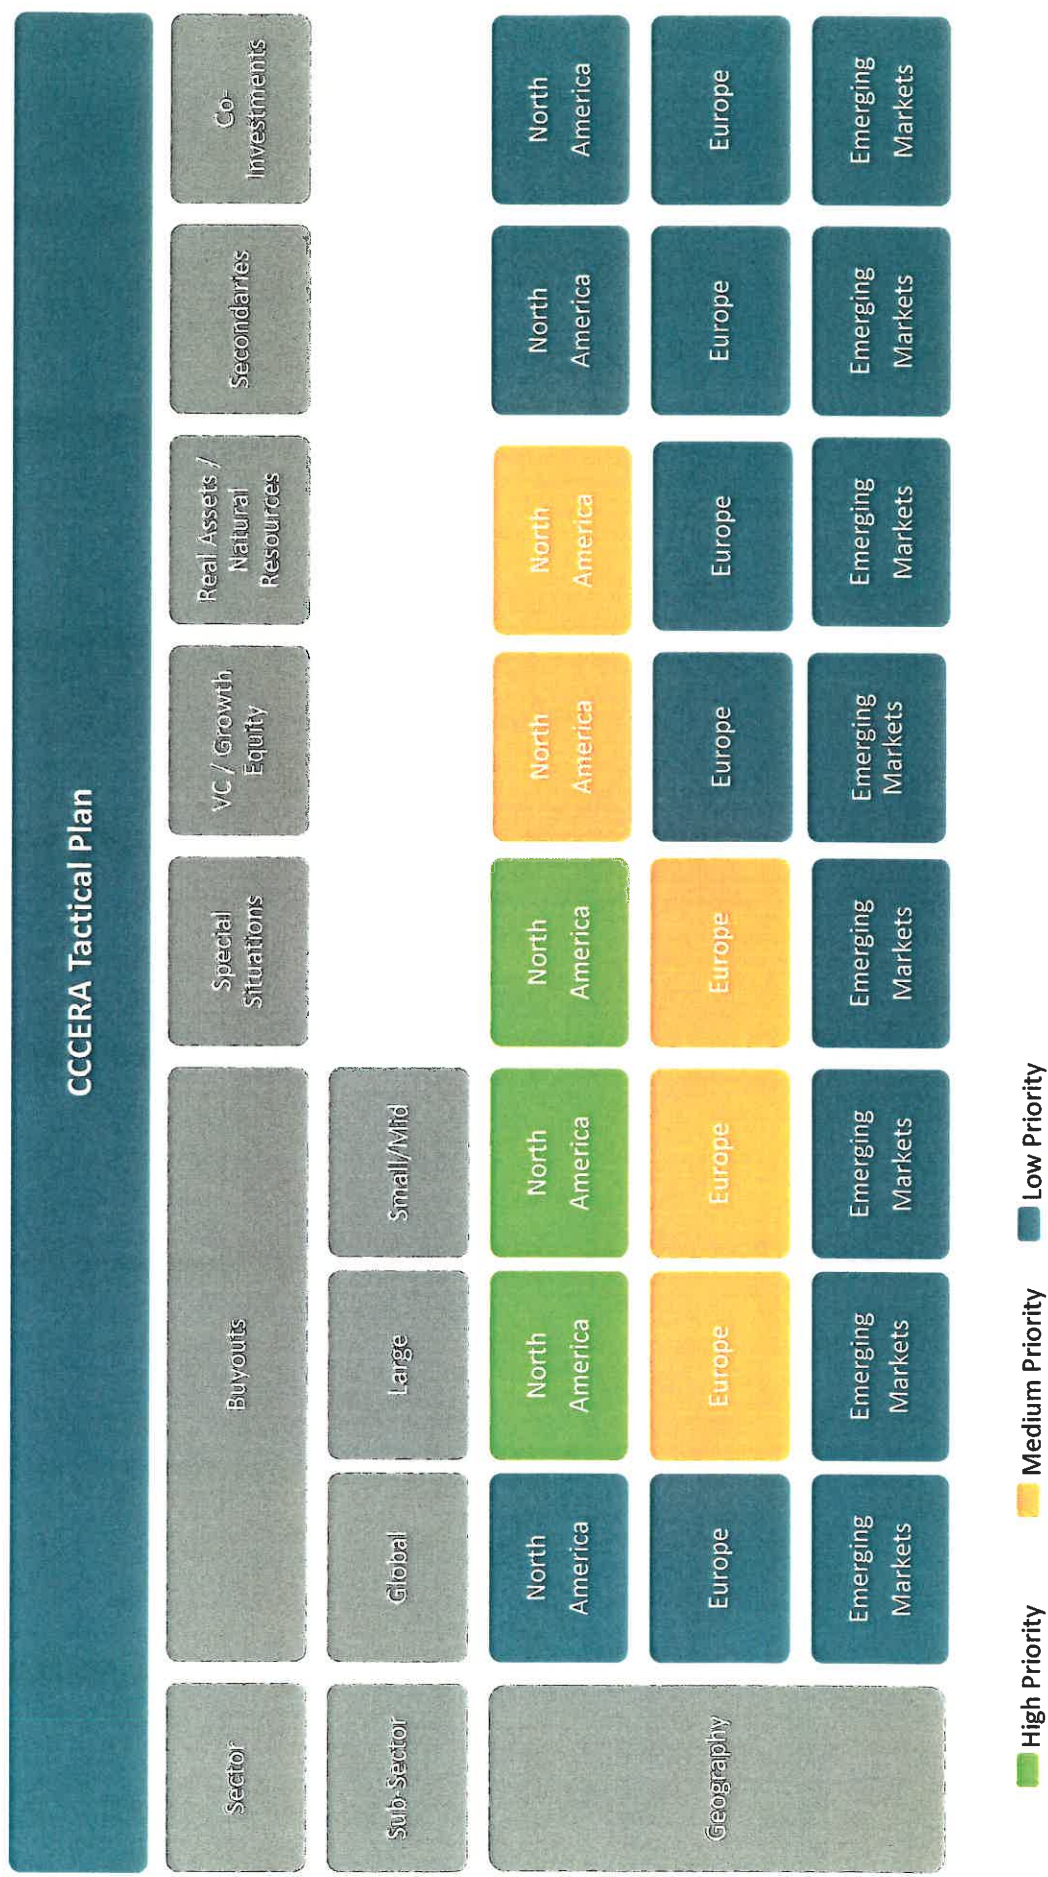 CCCERA Tactical Plan
Sector
Buyouts
Special
Situations
VC / Growth
Equity
Real Assets /
Natural
Resources
Secondaries
Co-
Investments
Sub-Sector
Global
Large
Small/Mid
Geography
North
America
North
America
North
America
North
America
North
America
North
America
North
America
North
America
Europe
Europe
Europe
Europe
Europe
Europe
Europe
Europe
Emerging
Markets
Emerging
Markets
Emerging
Markets
Emerging
Markets
Emerging
Markets
Emerging
Markets
Emerging
Markets
Emerging
Markets
High Priority
Medium Priority
Low Priority